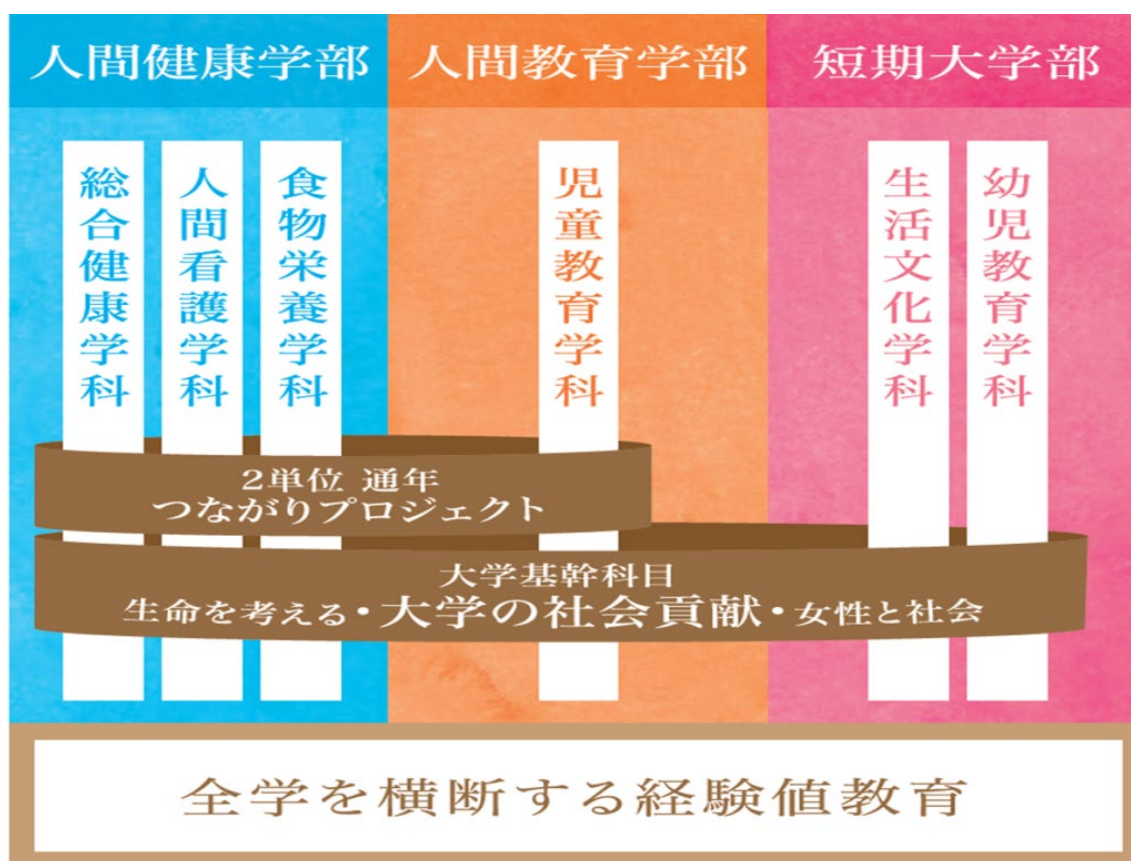 人間健康学部
人間教育学部
短期大学部
総合健康学科
人間看護学科
食物栄養学科
児童教育学科
生活文化学科
幼児教育学科
2単位 通年
つながりプロジェクト
大学基幹科目
生命を考える・大学の社会貢献・女性と社会
全学を横断する経験値教育